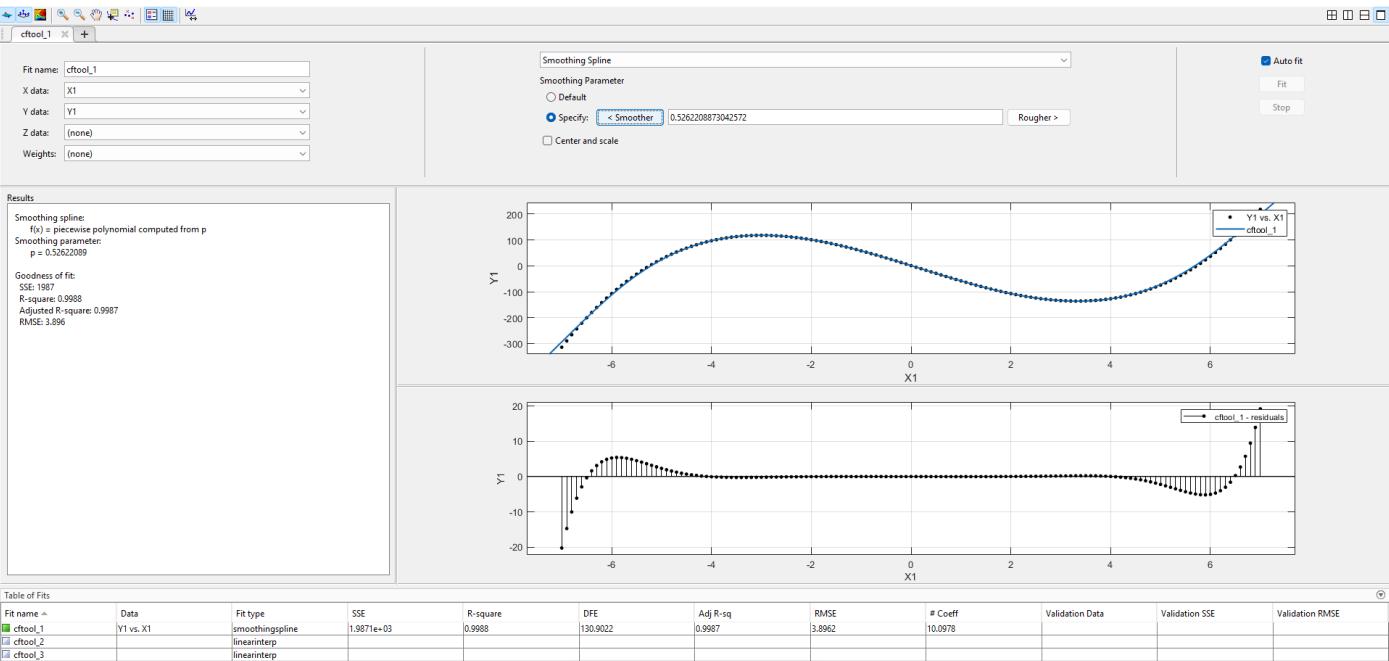 cftool_1
+
Fit name: cftool_1
X data: X1
Y data: Y1
Z data: (none)
Weights: (none)
Smoothing Spline
Smoothing Parameter
Default
Specify: < Smoother 0.5262208873042572 Rougher >
Center and scale
Auto fit
Fit
Stop
Results
Smoothing spline:
f(x) = piecewise polynomial computed from p
Smoothing parameter:
p = 0.52622089
Goodness of fit:
SSE: 1987
R-square: 0.9988
Adjusted R-square: 0.9987
RMSE: 3.896
200
100
0
-100
-200
-300
Y1
Y1 vs. X1
cftool_1
-6 -4 -2 0 2 4 6
X1
20
10
0
-10
-20
Y1
cftool_1 - residuals
-6 -4 -2 0 2 4 6
X1
Table of Fits
Fit name Data Fit type SSE R-square DFE Adj R-sq RMSE # Coeff Validation Data Validation SSE Validation RMSE
cftool_1 Y1 vs. X1 smoothingspline 1.9871e+03 0.9988 130.9022 0.9987 3.8962 10.0978
cftool_2 linearinterp
cftool_3 linearinterp